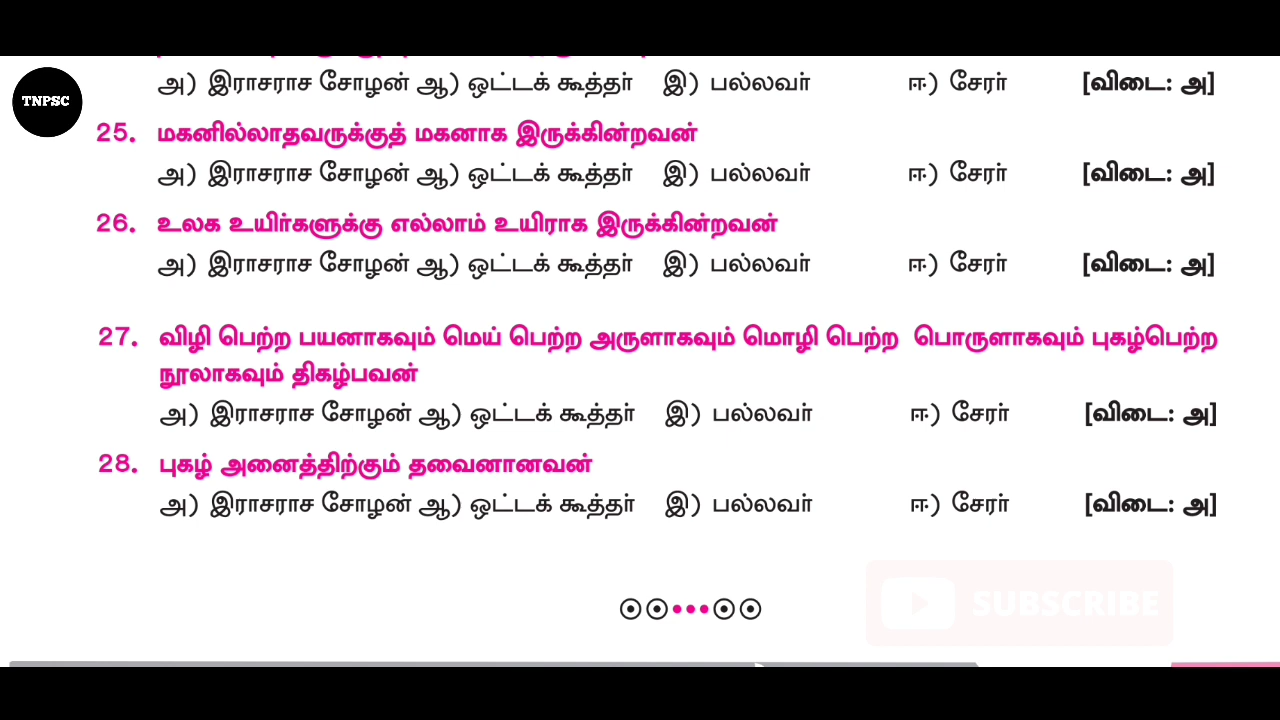 அ) இராசராச சோழன் ஆ) ஒட்டக் கூத்தர் இ) பல்லவர் ஈ) சேரர் [விடை: அ]
TNPSC
25. மகனில்லாதவருக்குத் மகனாக இருக்கின்றவன்
அ) இராசராச சோழன் ஆ) ஒட்டக் கூத்தர் இ) பல்லவர் ஈ) சேரர் [விடை: அ]
26. உலக உயிர்களுக்கு எல்லாம் உயிராக இருக்கின்றவன்
அ) இராசராச சோழன் ஆ) ஒட்டக் கூத்தர் இ) பல்லவர் ஈ) சேரர் [விடை: அ]
27. விழி பெற்ற பயனாகவும் மெய் பெற்ற அருளாகவும் மொழி பெற்ற பொருளாகவும் புகழ்பெற்ற
நூலாகவும் திகழ்பவன்
அ) இராசராச சோழன் ஆ) ஒட்டக் கூத்தர் இ) பல்லவர் ஈ) சேரர் [விடை: அ]
28. புகழ் அனைத்திற்கும் தவைனானவன்
அ) இராசராச சோழன் ஆ) ஒட்டக் கூத்தர் இ) பல்லவர் ஈ) சேரர் [விடை: அ]
SUBSCRIBE